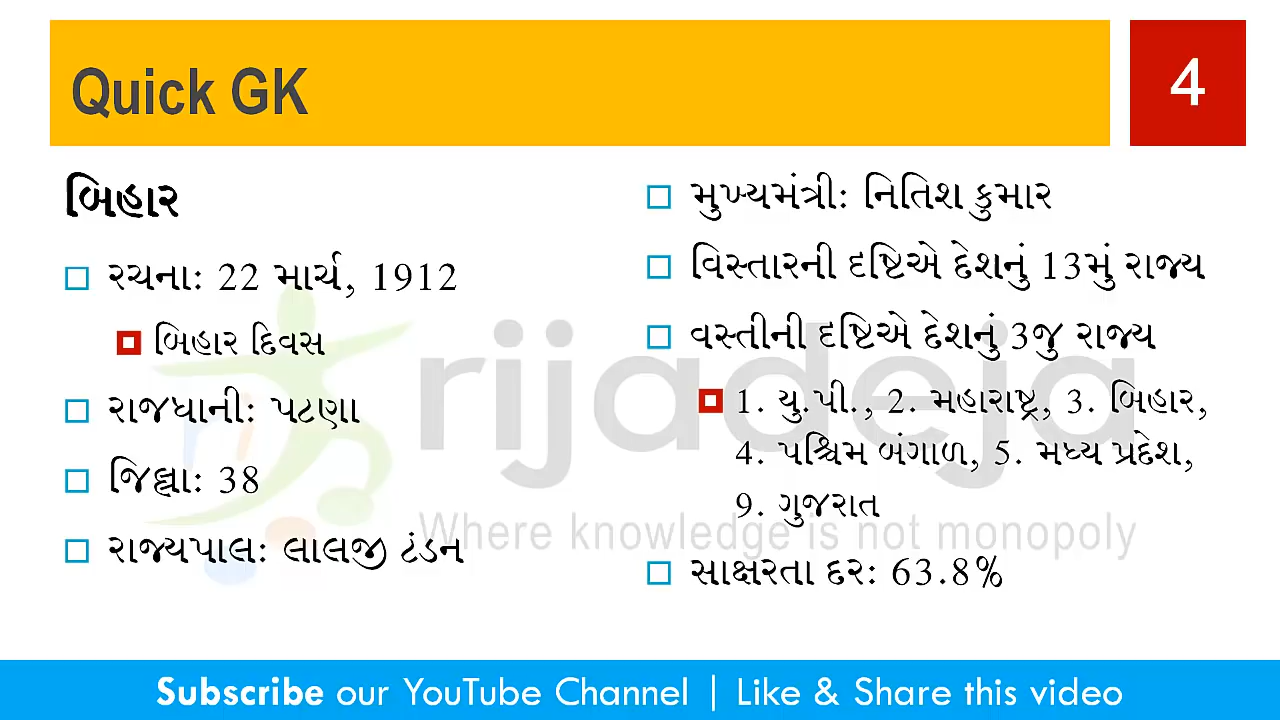 Quick GK
4
બિહાર
રચના: 22 માર્ચ, 1912
બિહાર દિવસ
રાજધાની: પટણા
જિલ્લા: 38
રાજ્યપાલ: લાલજી ટંડન
મુખ્યમંત્રી: નિતિશ કુમાર
વિસ્તારની દૃષ્ટિએ દેશનું 13મું રાજ્ય
વસ્તીની દૃષ્ટિએ દેશનું 3જુ રાજ્ય
1. યુ.પી., 2. મહારાષ્ટ્ર, 3. બિહાર,
4. પશ્ચિમ બંગાળ, 5. મધ્ય પ્રદેશ,
9. ગુજરાત
સાક્ષરતા દર: 63.8%
rijadeja
Where knowledge is not monopoly
Subscribe our YouTube Channel | Like & Share this video